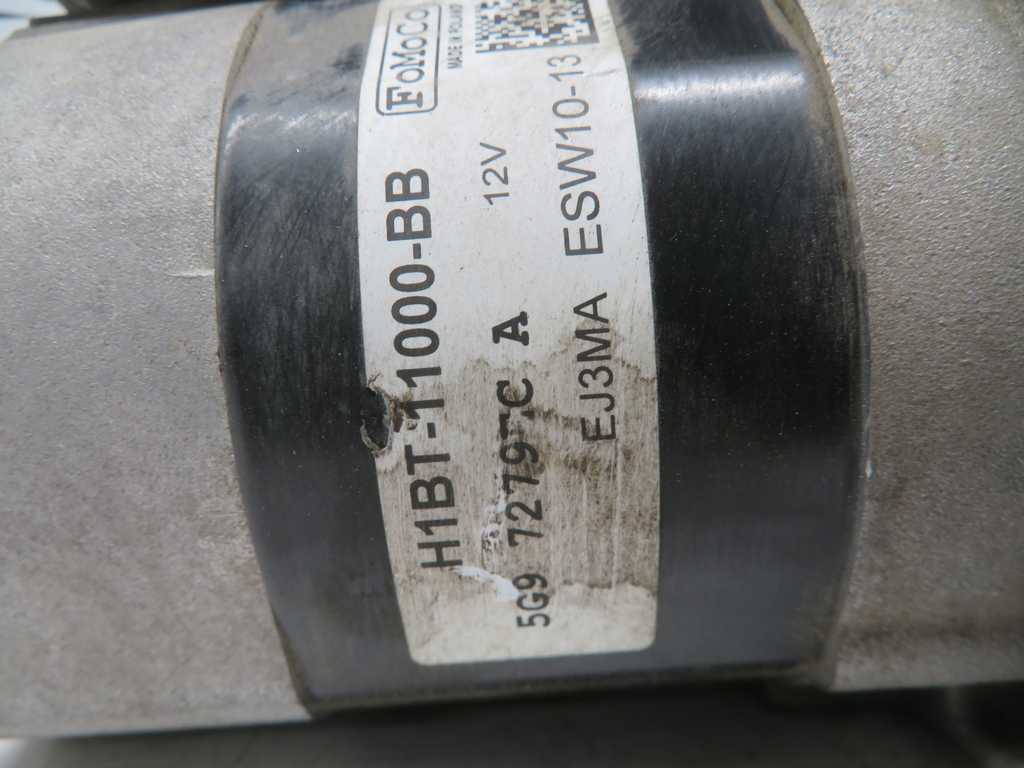 FoMoCo
MADE IN POLAND
H1BT-11000-BB
12V
5G9 7279-C A
EJ3MA ESW10-13